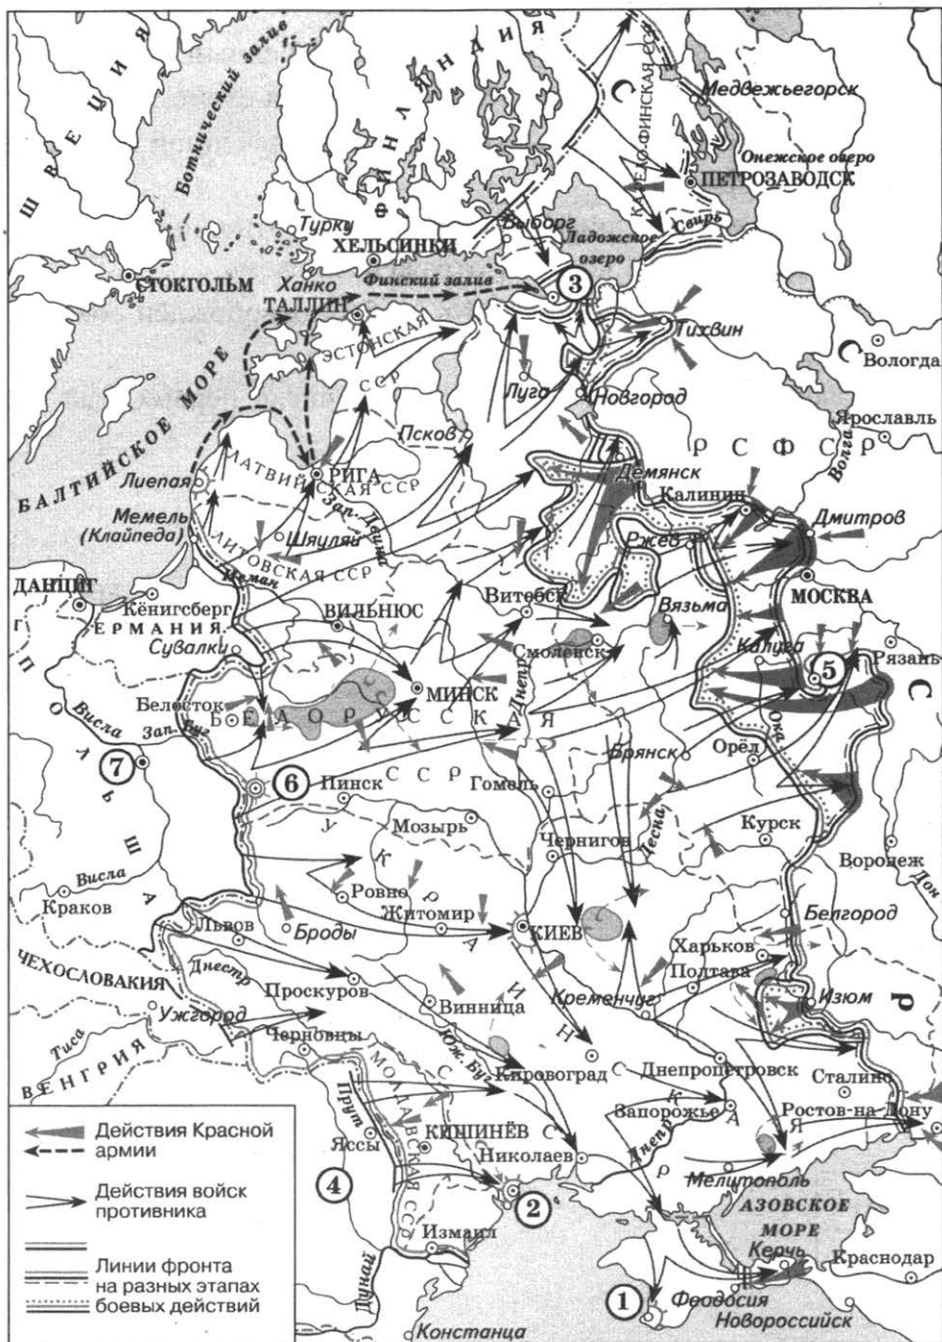 ШВЕЦИЯ
Ботнический залив
ФИНЛЯНДИЯ
КАРЕЛО-ФИНСКАЯ ССР
С
Медвежьегорск
Онежское озеро
ПЕТРОЗАВОДСК
Свирь
Турку
Выборг
Ладожское
озеро
ХЕЛЬСИНКИ
СТОКГОЛЬМ
Ханко
Финский залив
3
ТАЛЛИН
ЭСТОНСКАЯ
ССР
Тихвин
С
Вологда
Луга
Новгород
Ярославль
БАЛТИЙСКОЕ МОРЕ
Псков
РСФСР
Волга
Лиепая
РИГА
ЛАТВИЙСКАЯ ССР
Зап. Двина
Демянск
Калинин
Дмитров
Мемель
(Клайпеда)
Шяуляй
ЛИТОВСКАЯ ССР
Ржев
Неман
ДАНЦИГ
Кёнигсберг
ГЕРМАНИЯ
ВИЛЬНЮС
Витебск
Вязьма
МОСКВА
Сувалки
Смоленск
Калуга
Рязань
5
С
МИНСК
Днепр
Белосток
БЕЛОРУССКАЯ
ССР
Висла
Зап. Буг
Ока
7
ПОЛЬША
6
Пинск
Гомель
Брянск
Орёл
Мозырь
Чернигов
Десна
Курск
Воронеж
Дон
Висла
Краков
УКРАИНСКАЯ
ССР
Ровно
Житомир
КИЕВ
Белгород
Львов
Броды
Харьков
Полтава
ЧЕХОСЛОВАКИЯ
Днестр
Проскуров
Винница
Кременчуг
Изюм
Р
Ужгород
Тиса
Черновцы
Юж. Буг
ВЕНГРИЯ
Кировоград
Днепропетровск
Сталино
МОЛДАВСКАЯ ССР
Прут
Запорожье
Ростов-на-Дону
Яссы
КИШИНЁВ
Николаев
Днепр
Мелитополь
4
2
АЗОВСКОЕ
МОРЕ
Измаил
Дунай
Керчь
Краснодар
1
Феодосия
Новороссийск
Констанца
Действия Красной
армии
Действия войск
противника
Линии фронта
на разных этапах
боевых действий